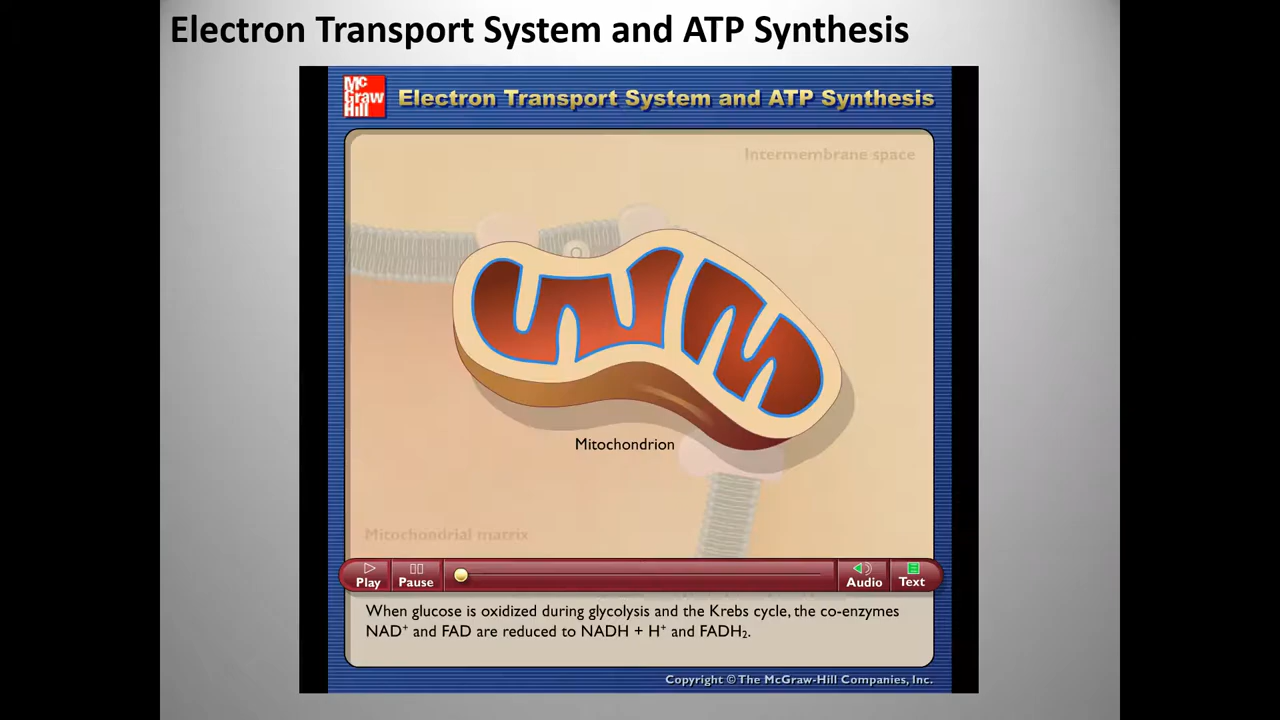 Electron Transport System and ATP Synthesis
Mc
Graw
Hill
Electron Transport System and ATP Synthesis
Intermembrane space
Q
Mitochondrion
Mitochondrial matrix
Play
Pause
Audio
Text
When glucose is oxidized during glycolysis and the Krebs cycle, the co-enzymes
NAD⁺ and FAD are reduced to NADH + H⁺ and FADH₂.
Copyright © The McGraw-Hill Companies, Inc.